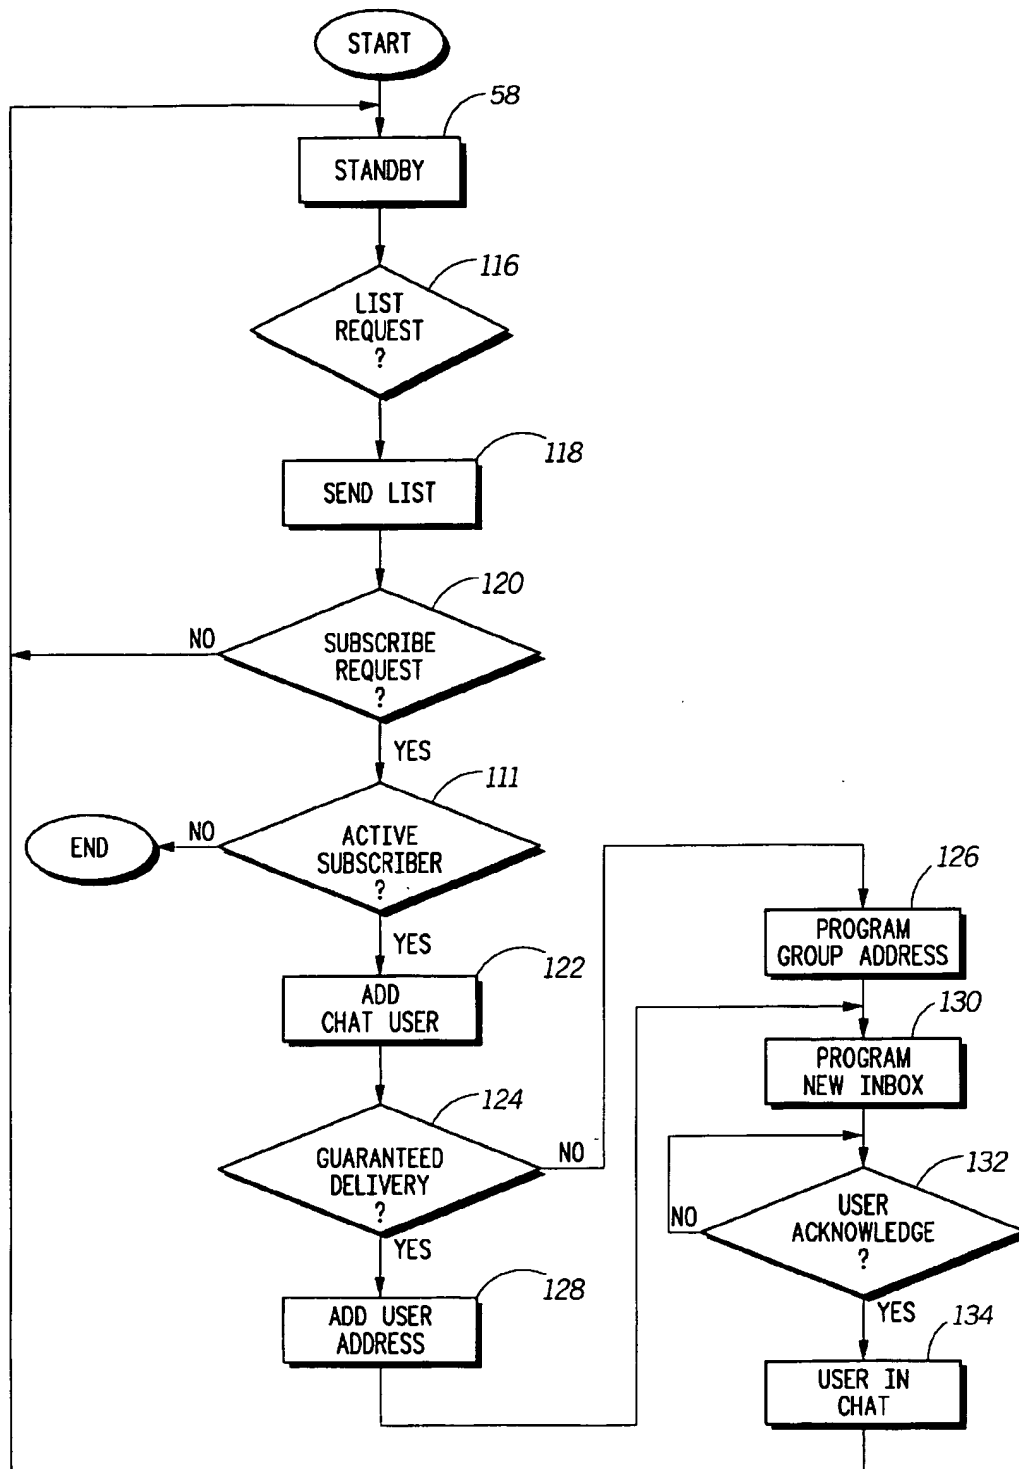 START
58
STANDBY
116
LIST
REQUEST
?
118
SEND LIST
120
NO
SUBSCRIBE
REQUEST
?
YES
111
END
NO
ACTIVE
SUBSCRIBER
?
YES
122
ADD
CHAT USER
124
GUARANTEED
DELIVERY
?
NO
YES
128
ADD USER
ADDRESS
126
PROGRAM
GROUP ADDRESS
130
PROGRAM
NEW INBOX
132
NO
USER
ACKNOWLEDGE
?
YES
134
USER IN
CHAT